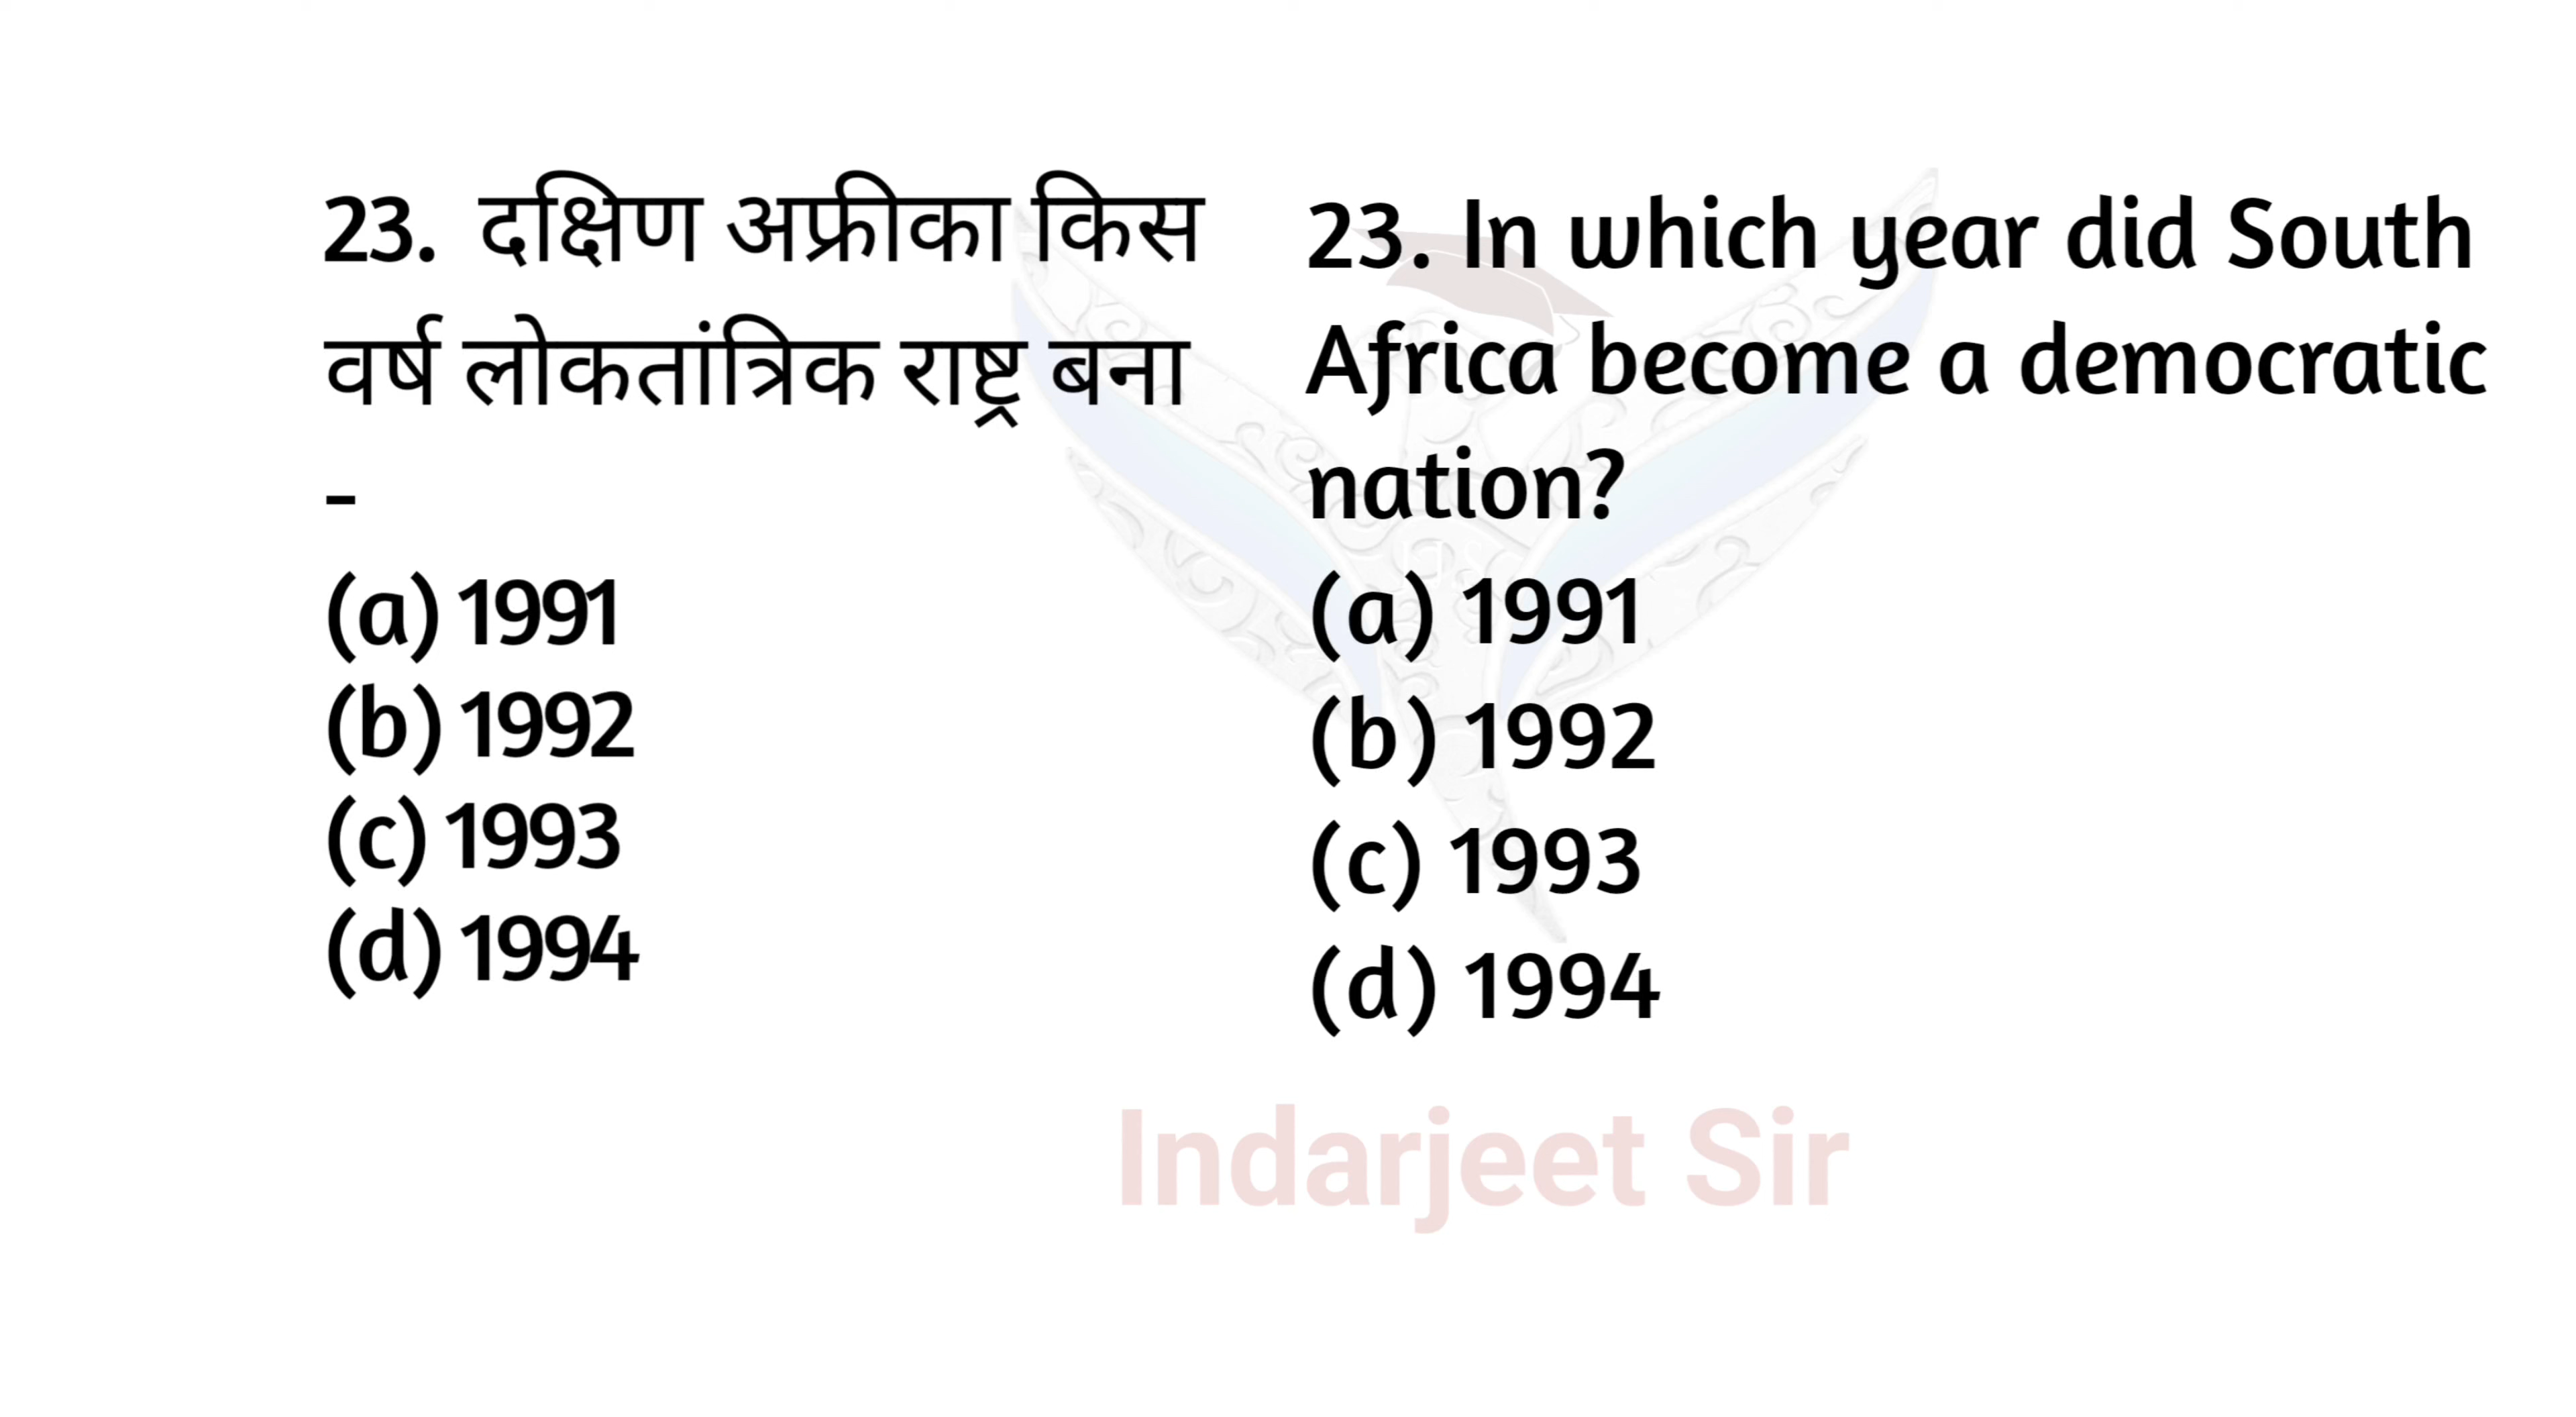 23. दक्षिण अफ्रीका किस
वर्ष लोकतांत्रिक राष्ट्र बना
-
(a) 1991
(b) 1992
(c) 1993
(d) 1994
23. In which year did South
Africa become a democratic
nation?
(a) 1991
(b) 1992
(c) 1993
(d) 1994
Indarjeet Sir